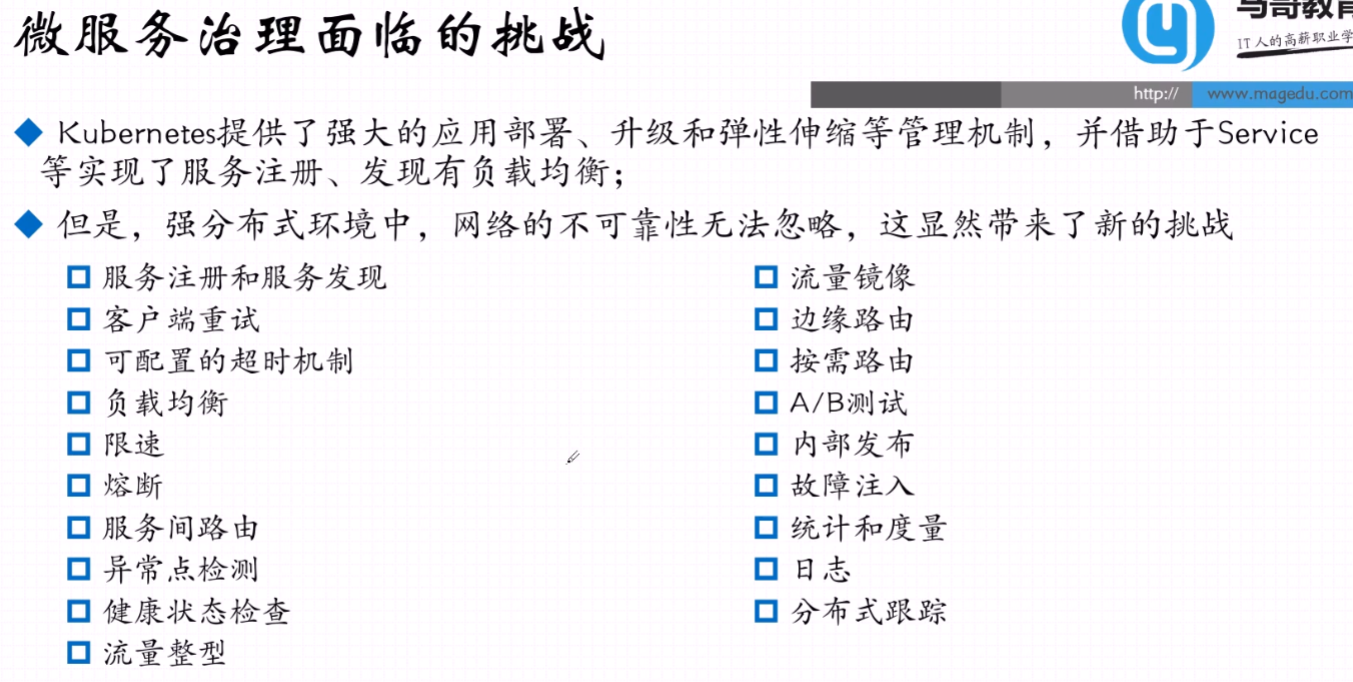 微服务治理面临的挑战
马哥教育
IT人的高薪职业学
http://
www.magedu.com
Kubernetes提供了强大的应用部署、升级和弹性伸缩等管理机制，并借助于Service
等实现了服务注册、发现有负载均衡；
但是，强分布式环境中，网络的不可靠性无法忽略，这显然带来了新的挑战
服务注册和服务发现
客户端重试
可配置的超时机制
负载均衡
限速
熔断
服务间路由
异常点检测
健康状态检查
流量整型
流量镜像
边缘路由
按需路由
A/B测试
内部发布
故障注入
统计和度量
日志
分布式跟踪